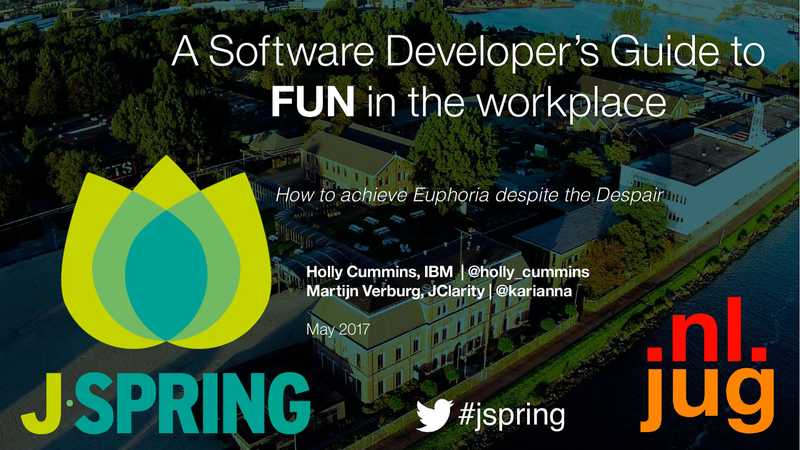 A Software Developer’s Guide to
FUN in the workplace
How to achieve Euphoria despite the Despair
Holly Cummins, IBM | @holly_cummins
Martijn Verburg, JClarity | @karianna
May 2017
J·SPRING
#jspring
.nl.
jug